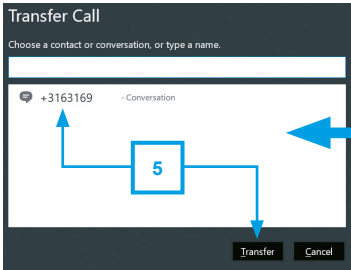 Transfer Call
Choose a contact or conversation, or type a name.
+3163169 - Conversation
5
Transfer Cancel